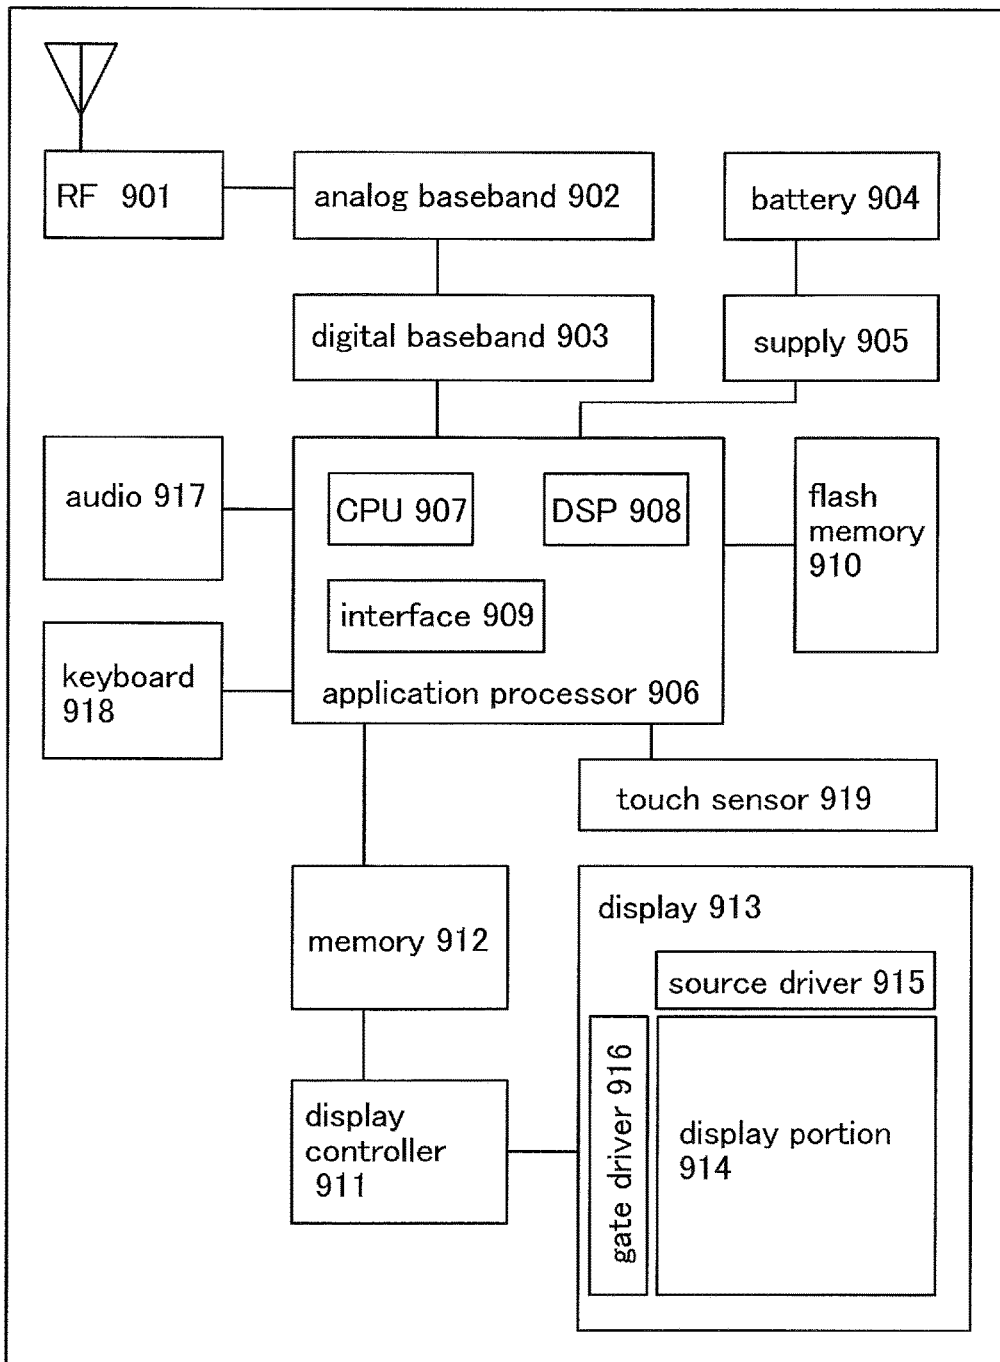 RF 901
analog baseband 902
battery 904
digital baseband 903
supply 905
audio 917
CPU 907
DSP 908
flash
memory
910
interface 909
keyboard
918
application processor 906
touch sensor 919
memory 912
display 913
source driver 915
gate driver 916
display portion
914
display
controller
911